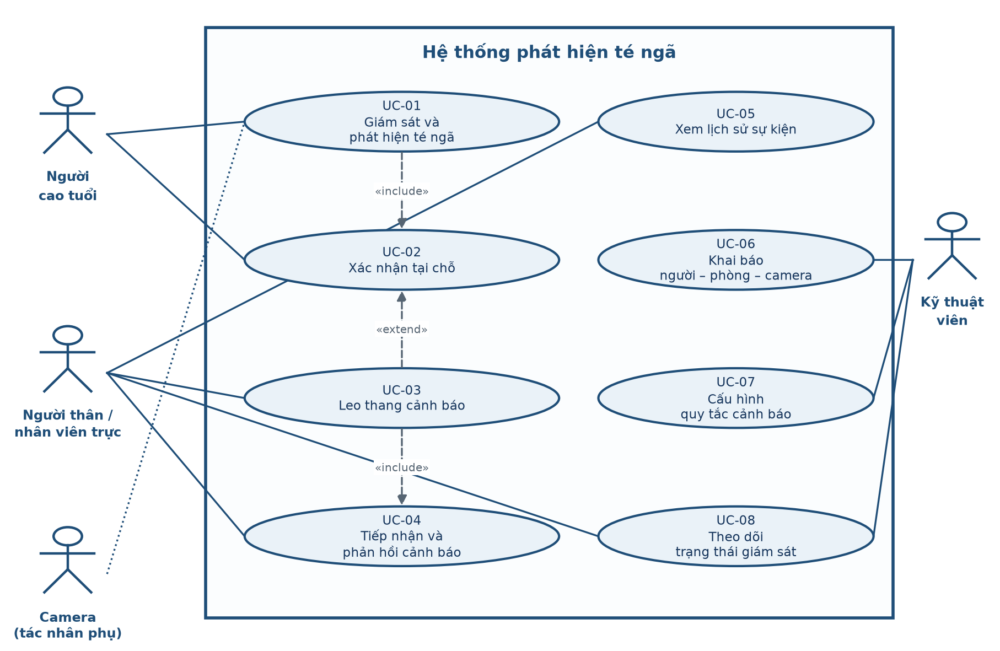 Hệ thống phát hiện té ngã
UC-01
Giám sát và
phát hiện té ngã
UC-05
Xem lịch sử sự kiện
Người
cao tuổi
«include»
UC-02
Xác nhận tại chỗ
UC-06
Khai báo
người – phòng – camera
Kỹ thuật
viên
«extend»
UC-03
Leo thang cảnh báo
UC-07
Cấu hình
quy tắc cảnh báo
Người thân /
nhân viên trực
«include»
UC-04
Tiếp nhận và
phản hồi cảnh báo
UC-08
Theo dõi
trạng thái giám sát
Camera
(tác nhân phụ)